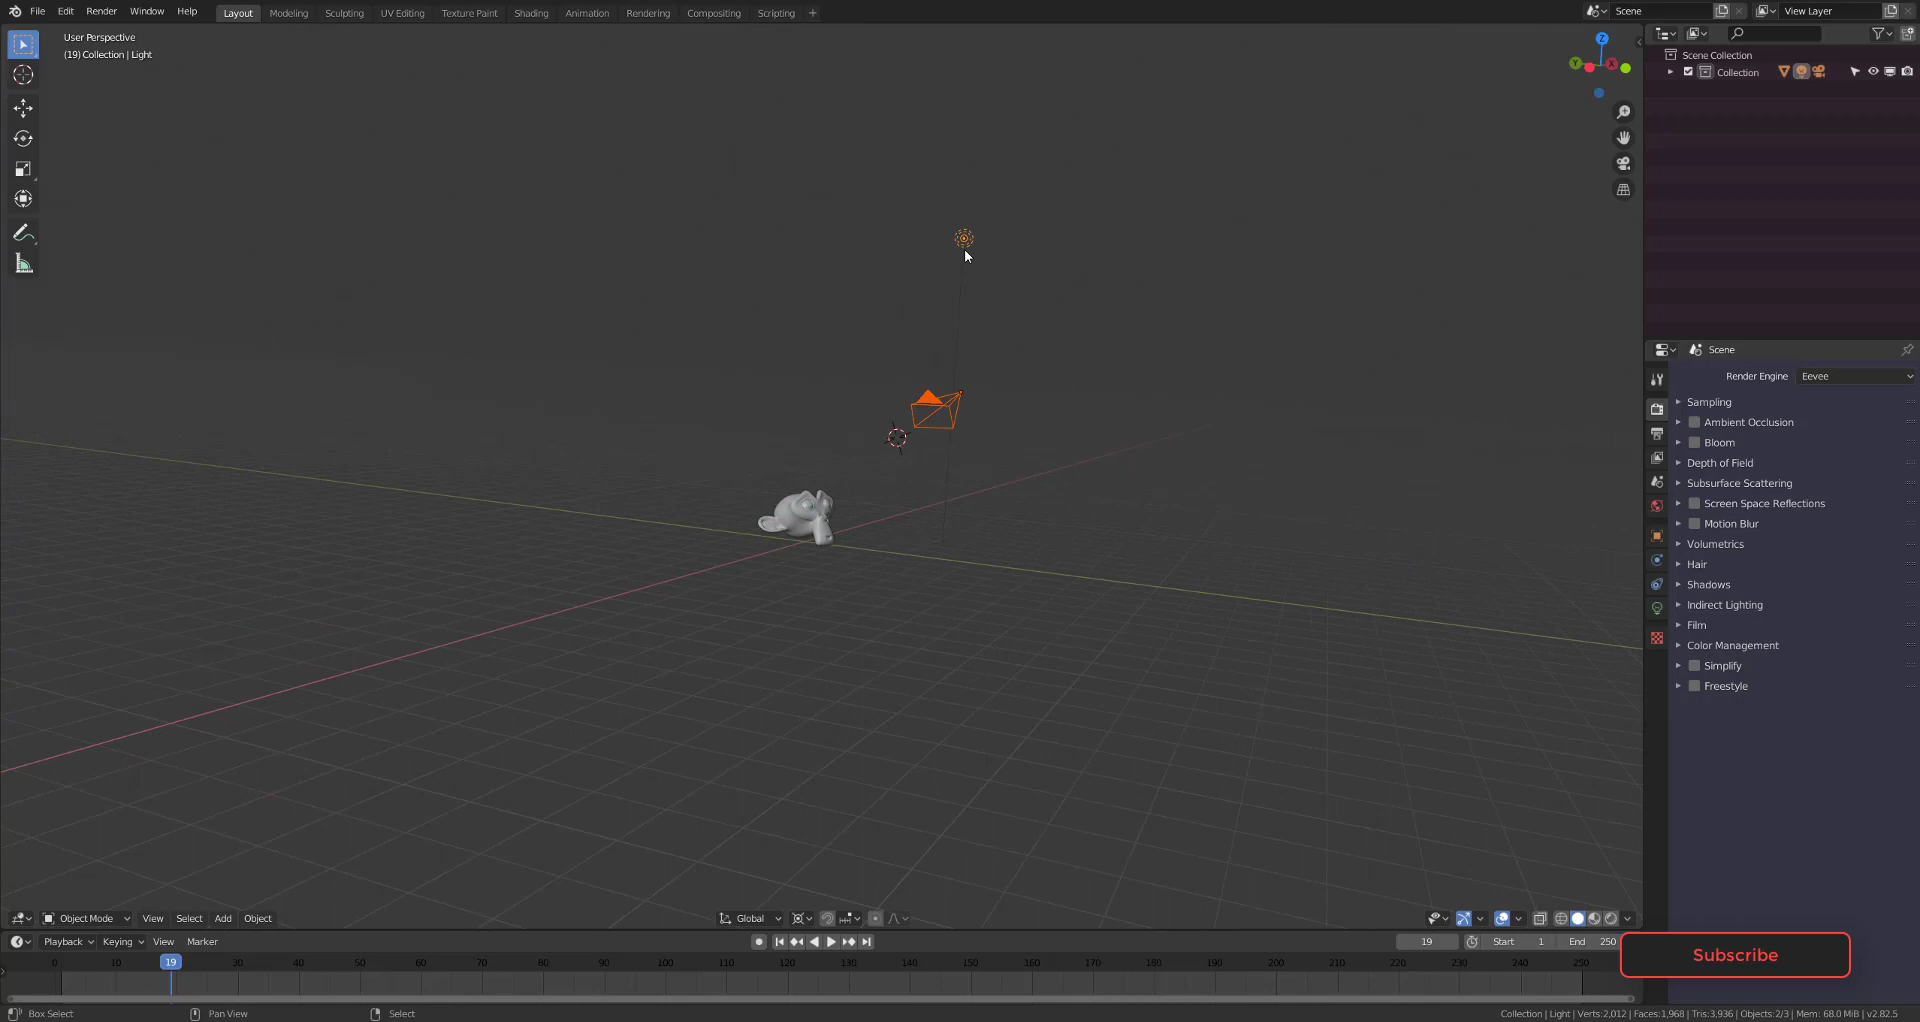 File Edit Render Window Help Layout Modeling Sculpting UV Editing Texture Paint Shading Animation Rendering Compositing Scripting + Scene View Layer
User Perspective
(19) Collection | Light
Z
Y X
Scene Collection
Collection
Scene
Render Engine Eevee
Sampling
Ambient Occlusion
Bloom
Depth of Field
Subsurface Scattering
Screen Space Reflections
Motion Blur
Volumetrics
Hair
Shadows
Indirect Lighting
Film
Color Management
Simplify
Freestyle
Object Mode View Select Add Object Global
Playback Keying View Marker 19 Start 1 End 250
Subscribe
0 10 19 30 40 50 60 70 80 90 100 110 120 130 140 150 160 170 180 190 200 210 220 230 240 250
Box Select Pan View Select Collection | Light | Verts:2,012 | Faces:1,968 | Tris:3,936 | Objects:2/3 | Mem: 68.0 MiB | v2.82.5